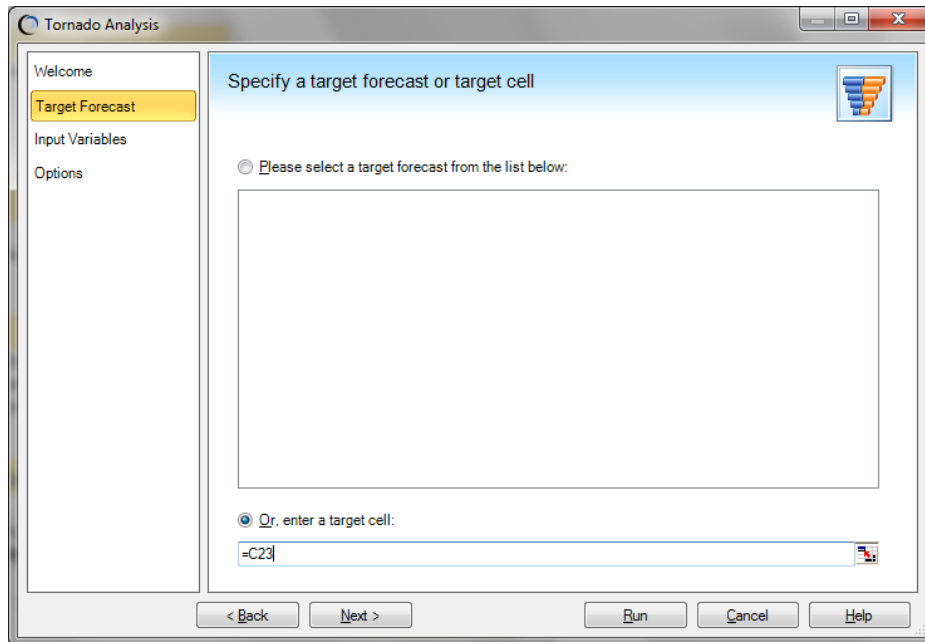 Tornado Analysis
Welcome
Target Forecast
Input Variables
Options
Specify a target forecast or target cell
Please select a target forecast from the list below:
Or, enter a target cell:
=C23
< Back
Next >
Run
Cancel
Help